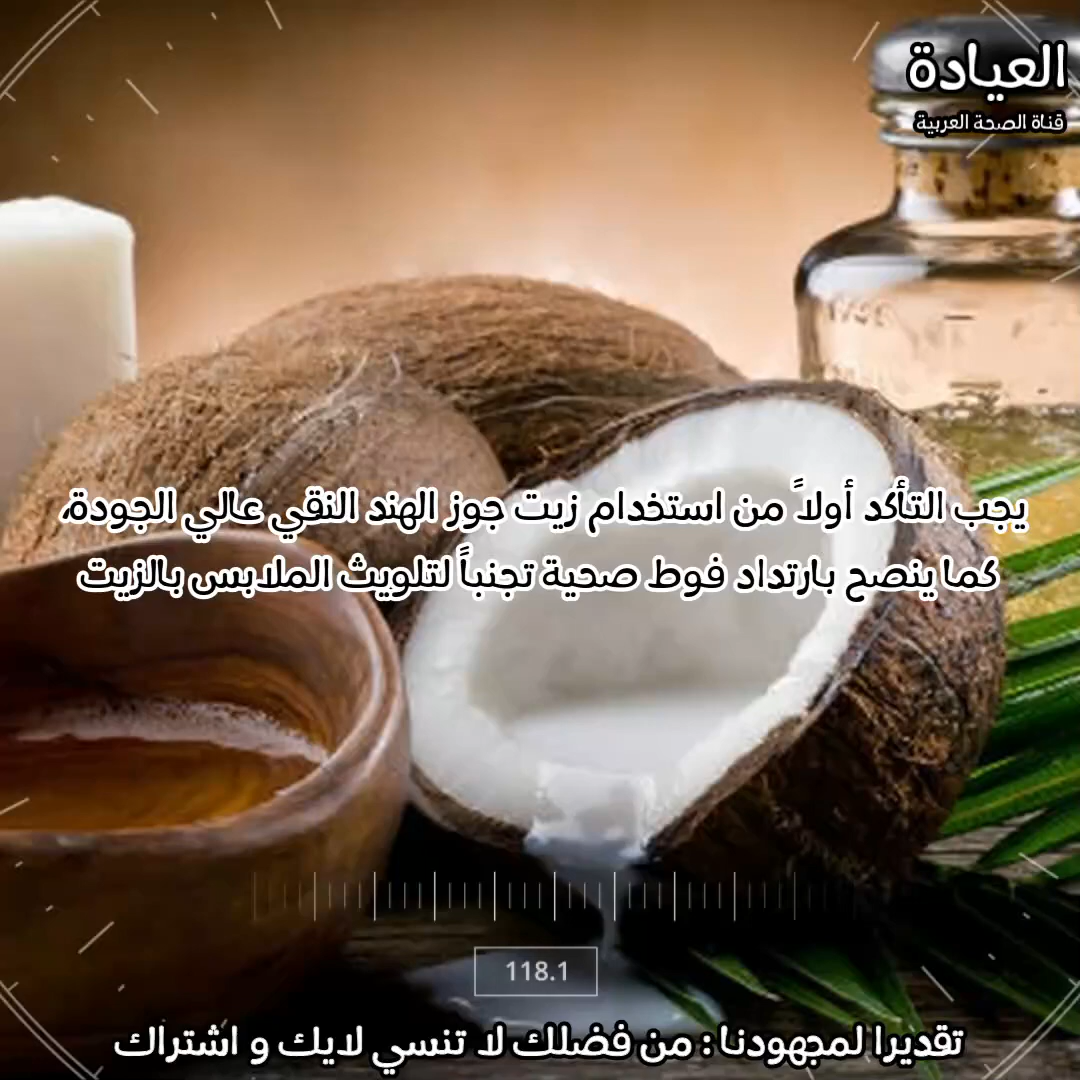 العيادة
قناة الصحة العربية
يجب التأكد أولاً من استخدام زيت جوز الهند النقي عالي الجودة،
كما ينصح بارتداد فوط صحية تجنباً لتلويث الملابس بالزيت
118.1
تقديرا لمجهودنا : من فضلك لا تنسي لايك و اشتراك